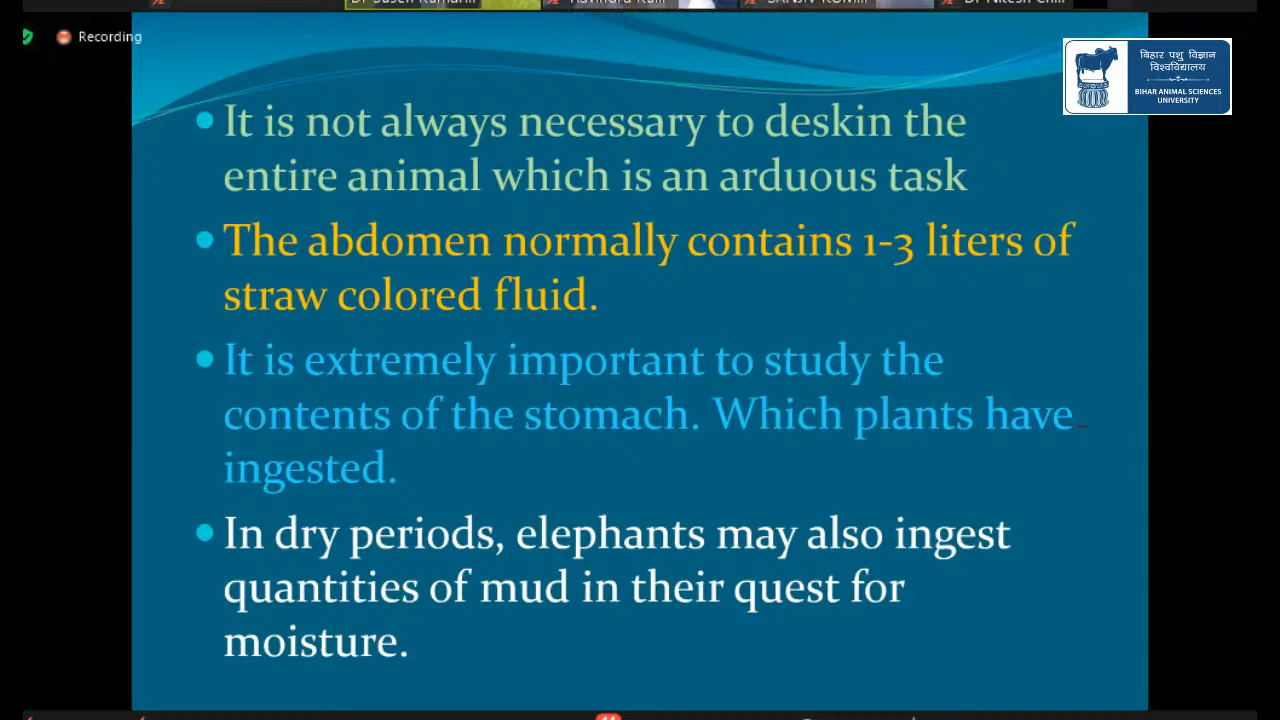 Recording
बिहार पशु विज्ञान
विश्वविद्यालय
BIHAR ANIMAL SCIENCES
UNIVERSITY
It is not always necessary to deskin the
entire animal which is an arduous task
The abdomen normally contains 1-3 liters of
straw colored fluid.
It is extremely important to study the
contents of the stomach. Which plants have
ingested.
In dry periods, elephants may also ingest
quantities of mud in their quest for
moisture.